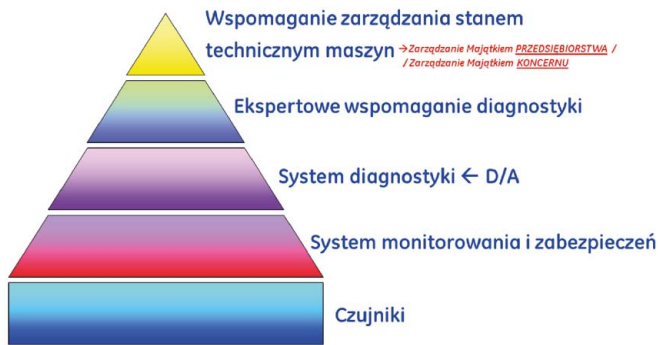 Wspomaganie zarządzania stanem
technicznym maszyn →Zarządzanie Majątkiem PRZEDSIĘBIORSTWA /
/ Zarządzanie Majątkiem KONCERNU
Ekspertowe wspomaganie diagnostyki
System diagnostyki ← D/A
System monitorowania i zabezpieczeń
Czujniki